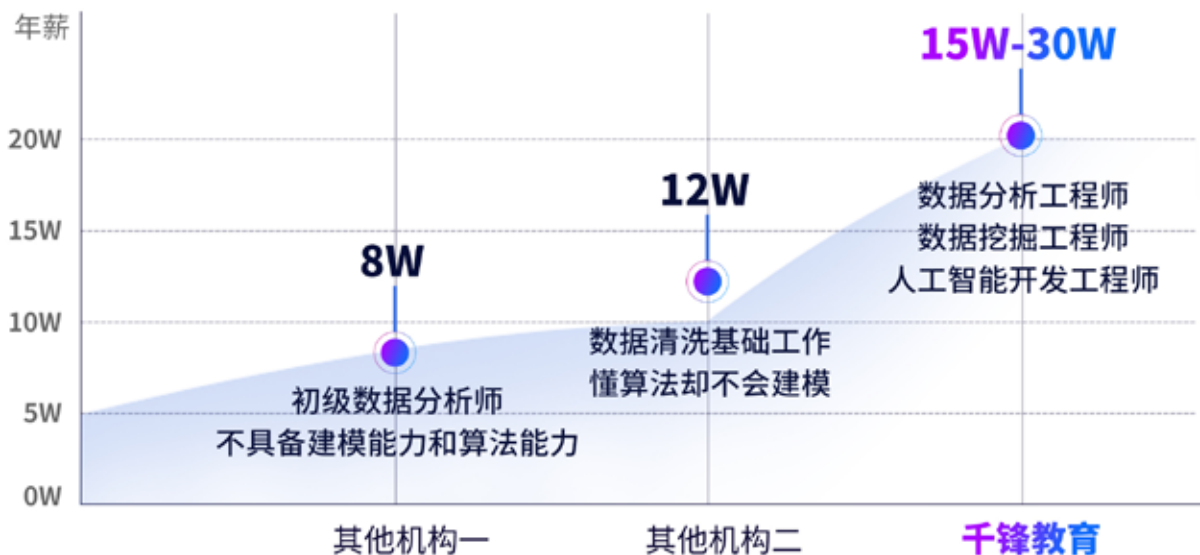 年薪
15W-30W
20W
12W
数据分析工程师
15W
数据挖掘工程师
8W
人工智能开发工程师
10W
数据清洗基础工作
懂算法却不会建模
初级数据分析师
5W
不具备建模能力和算法能力
0W
其他机构一
其他机构二
千锋教育